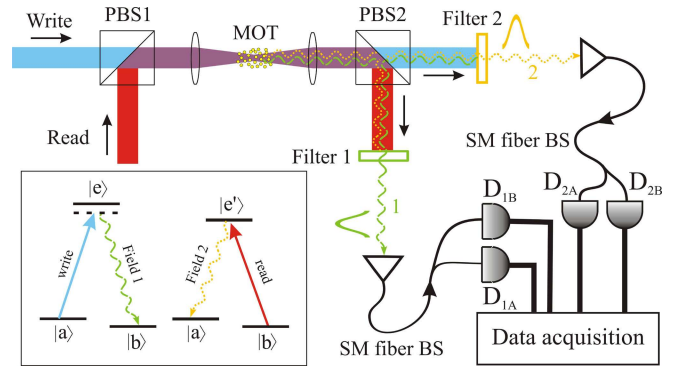 PBS1
PBS2
Filter 2
Write
MOT
2
Read
Filter 1
SM fiber BS
1
D1B
D2A
D2B
|e⟩
|e'⟩
write
Field 1
Field 2
read
|a⟩
|b⟩
|a⟩
|b⟩
D1A
SM fiber BS
Data acquisition